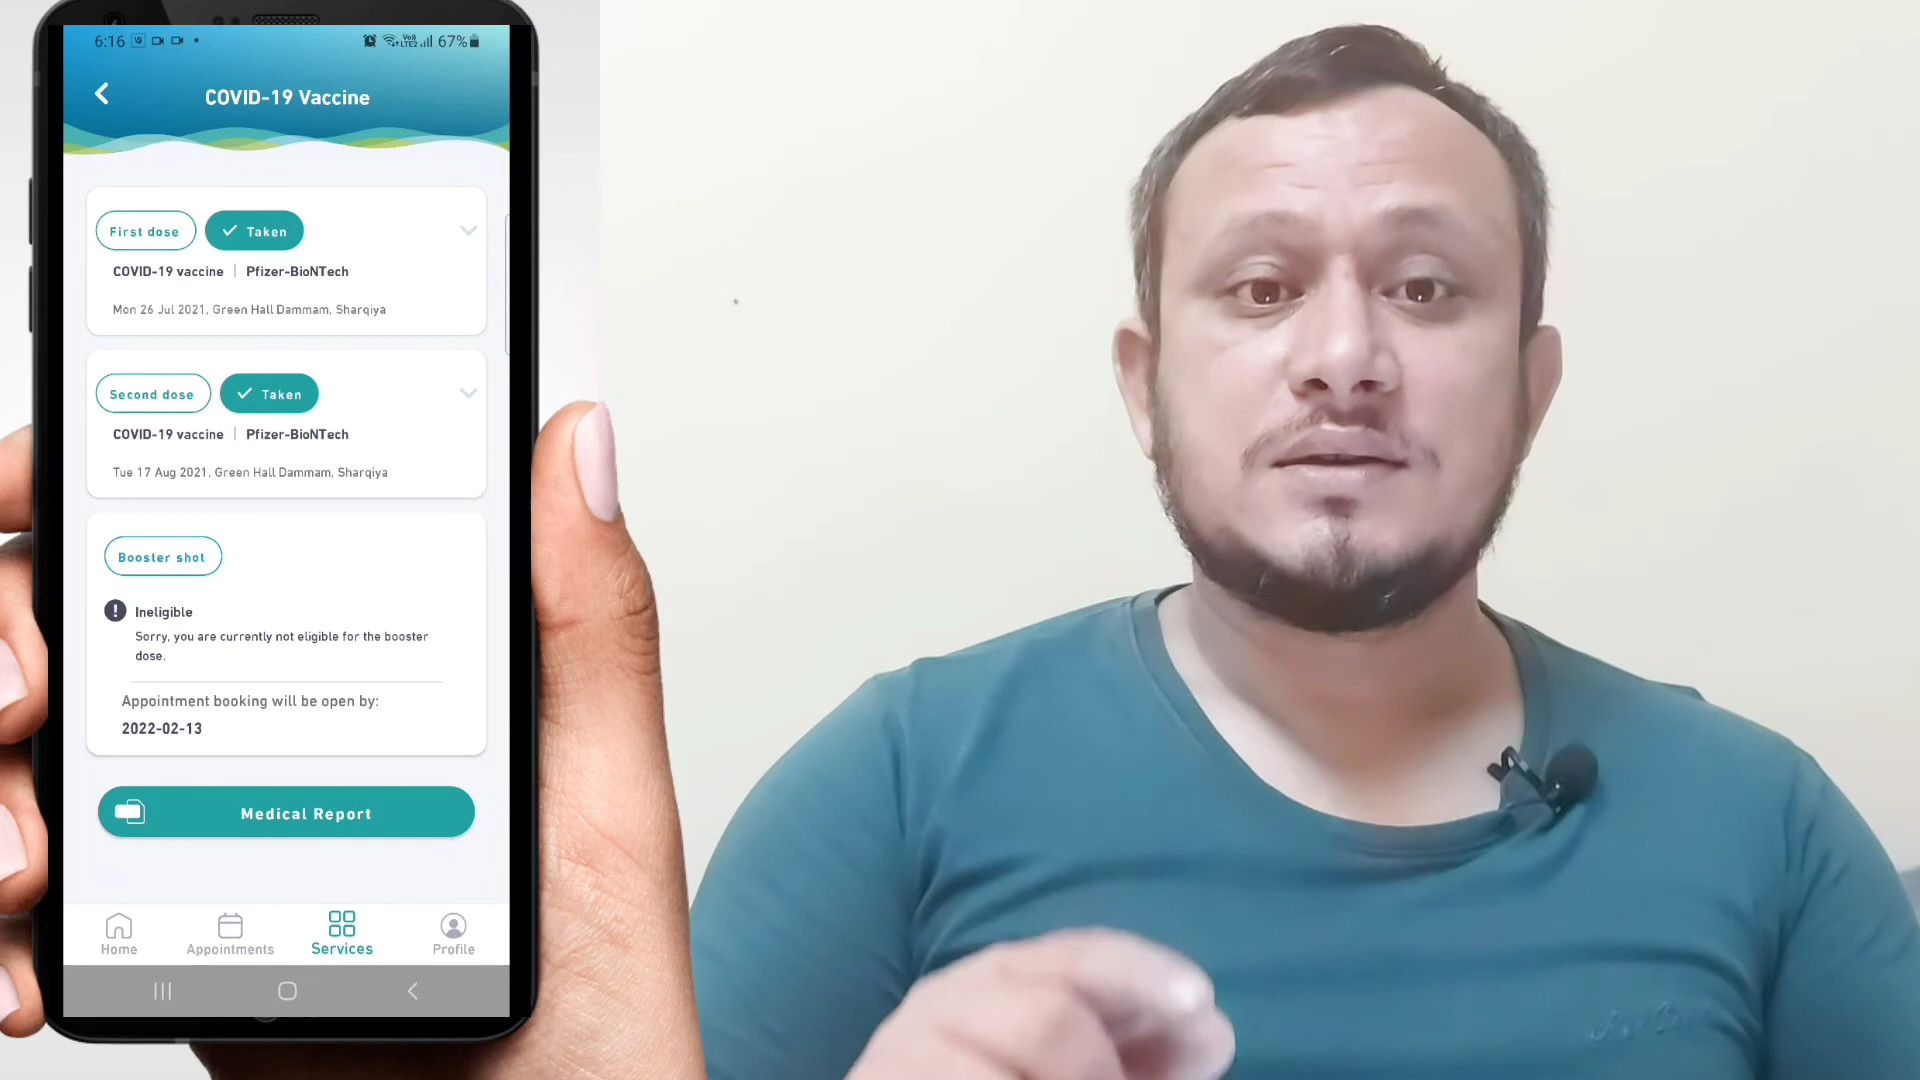 6:16
Vo)) LTE2 67%
COVID-19 Vaccine
First dose Taken
COVID-19 vaccine | Pfizer-BioNTech
Mon 26 Jul 2021, Green Hall Dammam, Sharqiya
Second dose Taken
COVID-19 vaccine | Pfizer-BioNTech
Tue 17 Aug 2021, Green Hall Dammam, Sharqiya
Booster shot
Ineligible
Sorry, you are currently not eligible for the booster
dose.
Appointment booking will be open by:
2022-02-13
Medical Report
Home Appointments Services Profile